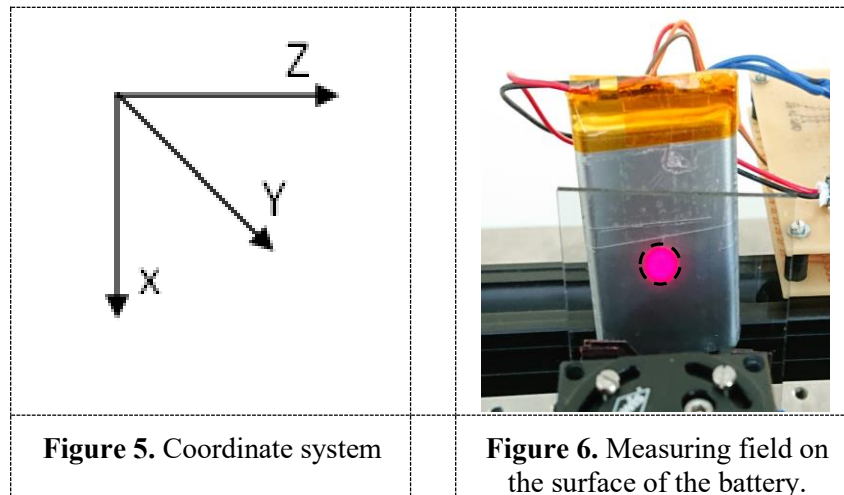 Z
Y
X
Figure 5. Coordinate system
Figure 6. Measuring field on
the surface of the battery.